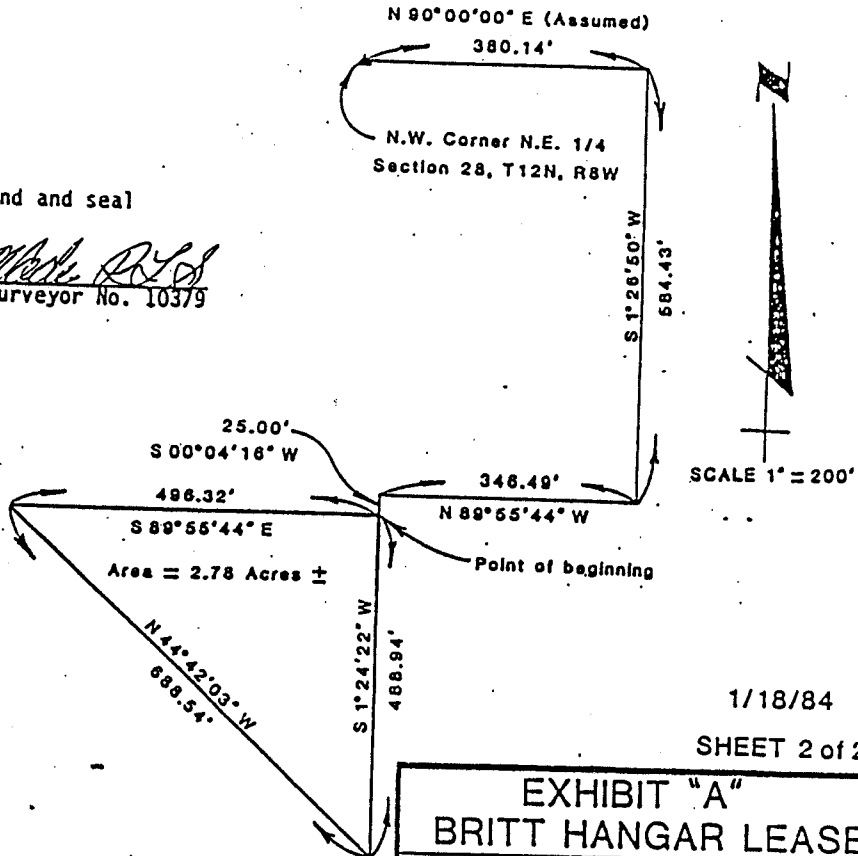 N 90°00'00" E (Assumed)
380.14'
N.W. Corner N.E. 1/4
Section 28, T12N, R8W
nd and seal
R.L.S
urveyor No. 10379
S 1°26'50" W
584.43'
25.00'
S 00°04'16" W
SCALE 1" = 200'
496.32'
S 89°55'44" E
346.49'
N 89°55'44" W
Area = 2.78 Acres ±
Point of beginning
N 44°42'03" W
688.54'
S 1°24'22" W
488.94'
1/18/84
SHEET 2 of 2
EXHIBIT "A"
BRITT HANGAR LEASE